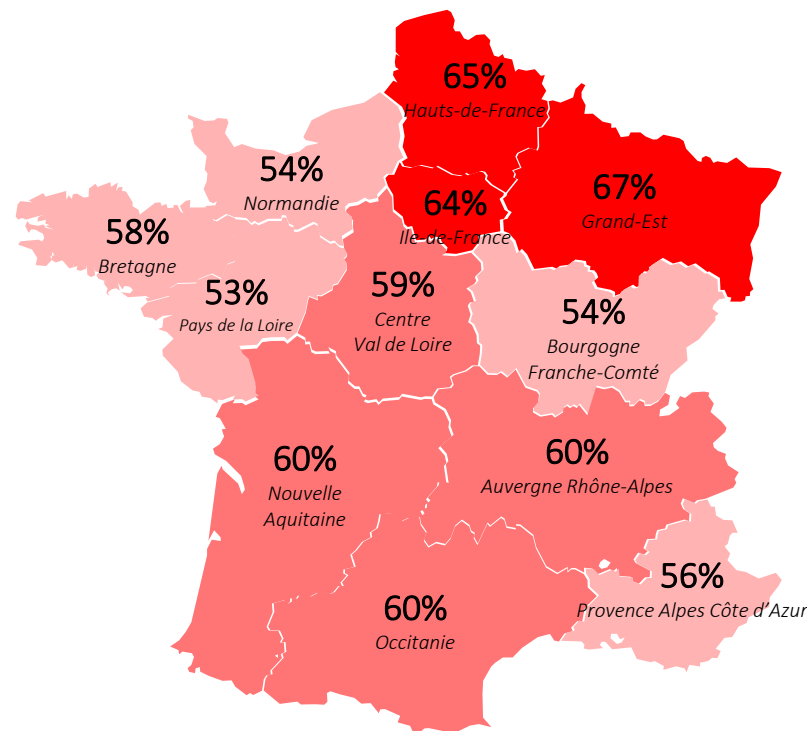 65%
Hauts-de-France
54%
Normandie
64%
Ile-de-France
67%
Grand-Est
58%
Bretagne
53%
Pays de la Loire
59%
Centre
Val de Loire
54%
Bourgogne
Franche-Comté
60%
Nouvelle
Aquitaine
60%
Auvergne Rhône-Alpes
56%
Provence Alpes Côte d’Azur
60%
Occitanie